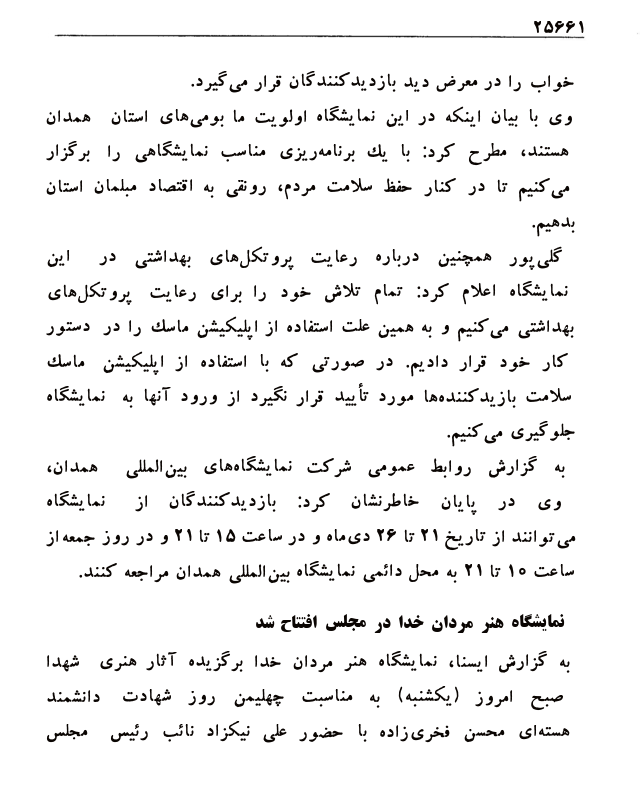 ۲۵۶۶۱
خواب را در معرض دید بازدیدکنندگان قرار می‌گیرد.
وی با بیان اینکه در این نمایشگاه اولویت ما بومی‌های استان همدان
هستند، مطرح کرد: با یك برنامه‌ریزی مناسب نمایشگاهی را برگزار
می‌کنیم تا در کنار حفظ سلامت مردم، رونقی به اقتصاد مبلمان استان
بدهیم.
گلی‌پور همچنین درباره رعایت پروتکل‌های بهداشتی در این
نمایشگاه اعلام کرد: تمام تلاش خود را برای رعایت پروتکل‌های
بهداشتی می‌کنیم و به همین علت استفاده از اپلیکیشن ماسك را در دستور
کار خود قرار دادیم. در صورتی که با استفاده از اپلیکیشن ماسك
سلامت بازدیدکننده‌ها مورد تأیید قرار نگیرد از ورود آنها به نمایشگاه
جلوگیری می‌کنیم.
به گزارش روابط عمومی شرکت نمایشگاه‌های بین‌المللی همدان،
وی در پایان خاطرنشان کرد: بازدیدکنندگان از نمایشگاه
می‌توانند از تاریخ ۲۱ تا ۲۶ دی‌ماه و در ساعت ۱۵ تا ۲۱ و در روز جمعه از
ساعت ۱۰ تا ۲۱ به محل دائمی نمایشگاه بین‌المللی همدان مراجعه کنند.
نمایشگاه هنر مردان خدا در مجلس افتتاح شد
به گزارش ایسنا، نمایشگاه هنر مردان خدا برگزیده آثار هنری شهدا
صبح امروز (یکشنبه) به مناسبت چهلیمن روز شهادت دانشمند
هسته‌ای محسن فخری‌زاده با حضور علی نیکزاد نائب رئیس مجلس